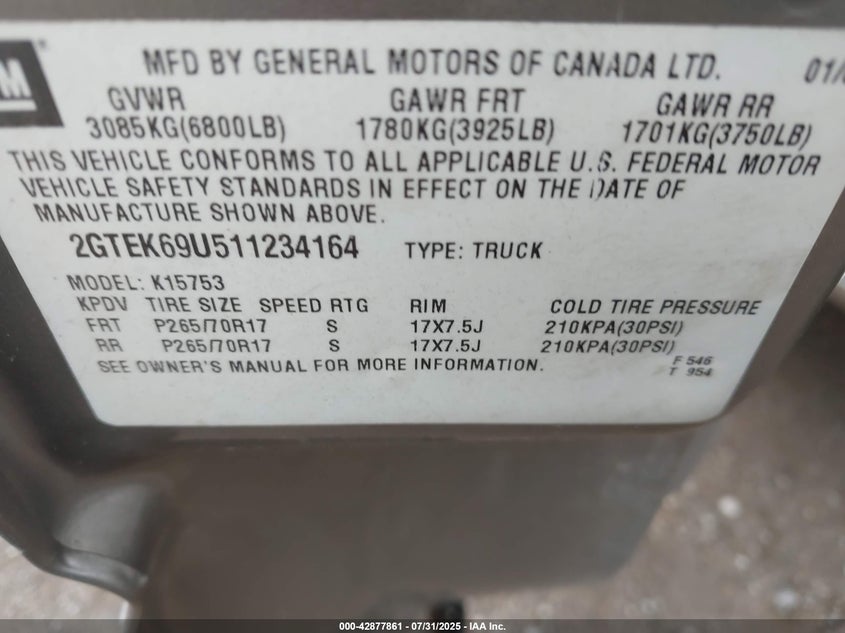 M ®
MFD BY GENERAL MOTORS OF CANADA LTD. 01/
GVWR GAWR FRT GAWR RR
3085KG(6800LB) 1780KG(3925LB) 1701KG(3750LB)
THIS VEHICLE CONFORMS TO ALL APPLICABLE U.S. FEDERAL MOTOR
VEHICLE SAFETY STANDARDS IN EFFECT ON THE DATE OF
MANUFACTURE SHOWN ABOVE.
2GTEK69U511234164 TYPE: TRUCK
MODEL: K15753
KPDV TIRE SIZE SPEED RTG RIM COLD TIRE PRESSURE
FRT P265/70R17 S 17X7.5J 210KPA(30PSI)
RR P265/70R17 S 17X7.5J 210KPA(30PSI)
SEE OWNER'S MANUAL FOR MORE INFORMATION. F 546
T 954
000-42877861 - 07/31/2025 - IAA Inc.